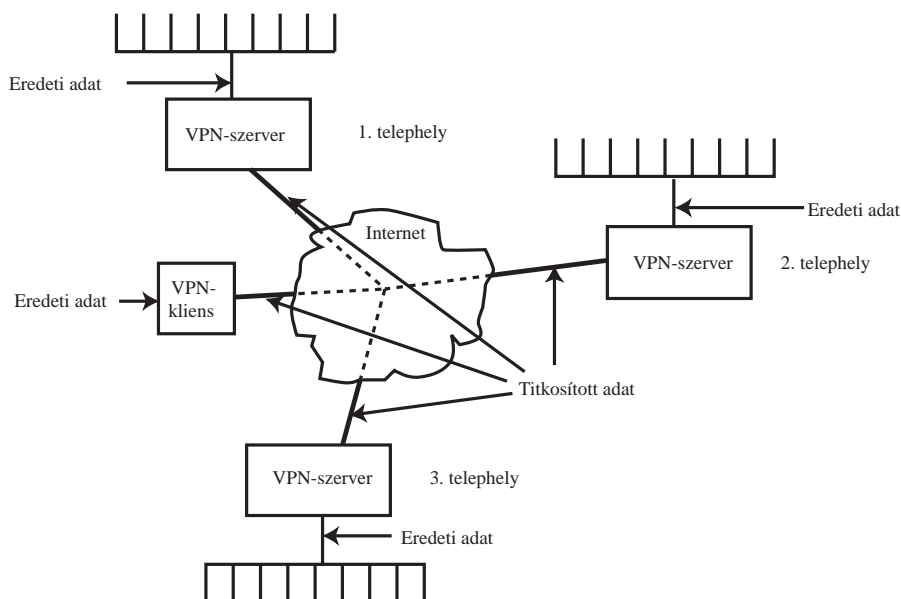 Eredeti adat
VPN-szerver
1. telephely
Internet
Eredeti adat
VPN-szerver
2. telephely
Eredeti adat
VPN-
kliens
Titkosított adat
VPN-szerver
3. telephely
Eredeti adat